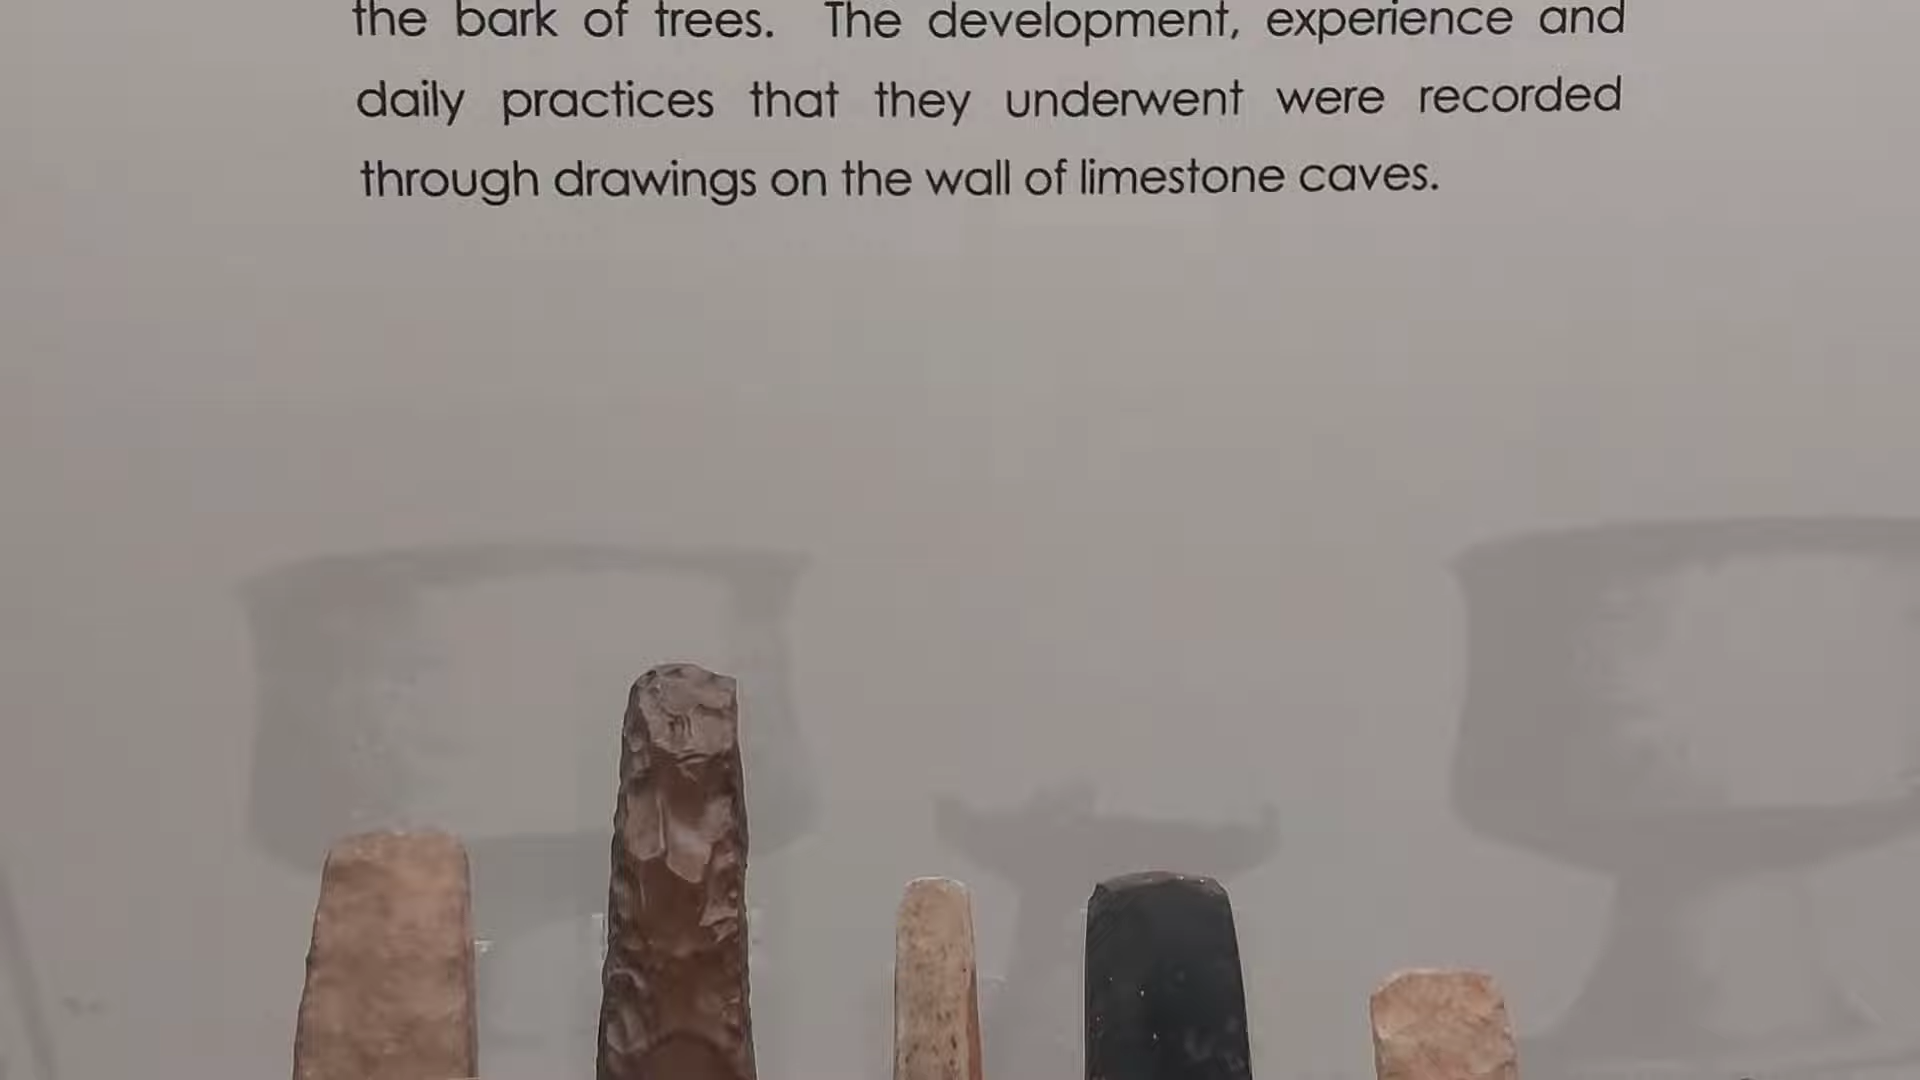 the bark of trees. The development, experience and
daily practices that they underwent were recorded
through drawings on the wall of limestone caves.